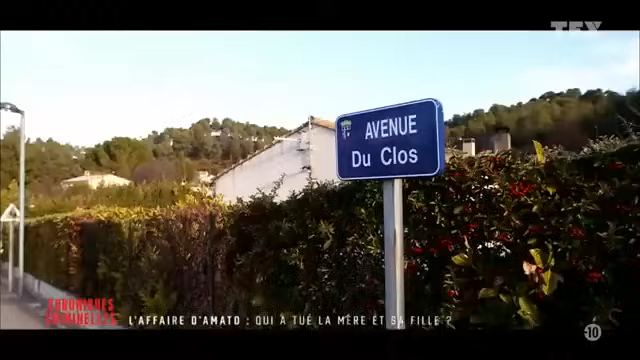 TFX
AVENUE
Du Clos
CHRONIQUES
CRIMINELLES
L'AFFAIRE D'AMATO : QUI A TUÉ LA MÈRE ET SA FILLE ?
-10